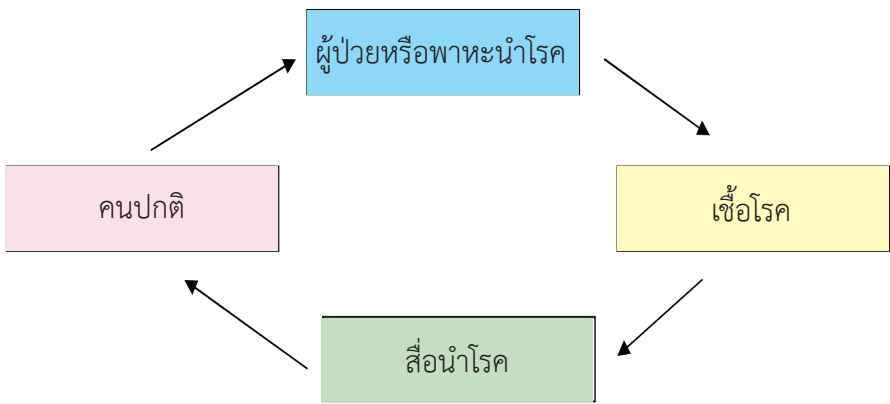 ผู้ป่วยหรือพาหะนำโรค
คนปกติ
เชื้อโรค
สื่อนำโรค